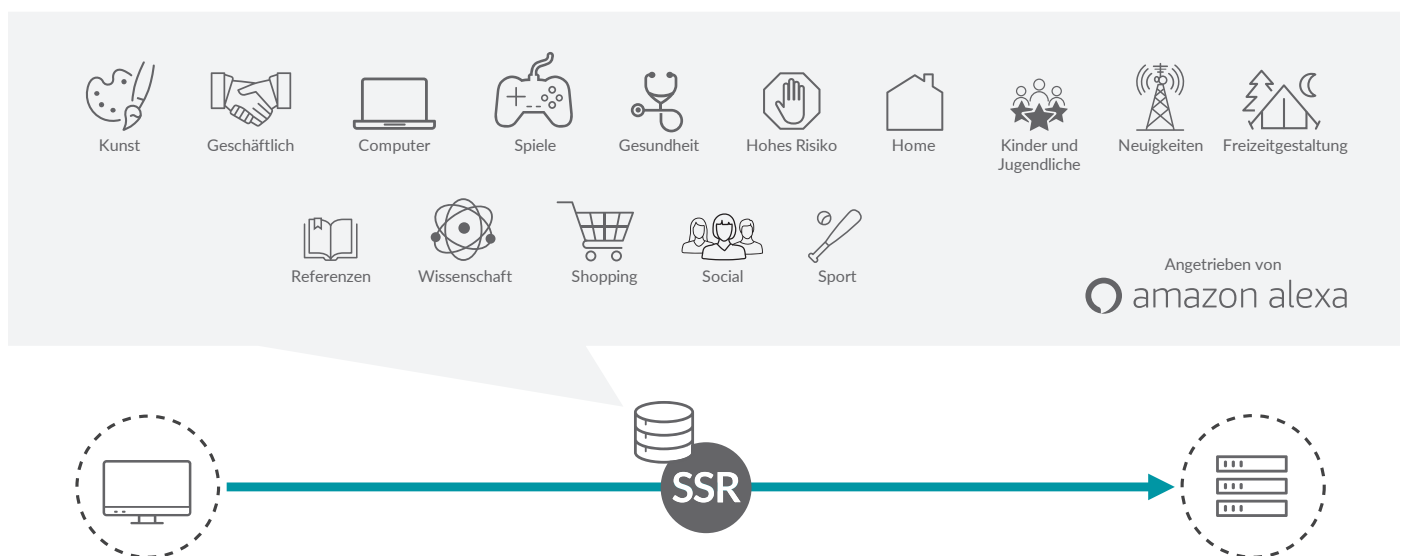 Kunst
Geschäftlich
Computer
Spiele
Gesundheit
Hohes Risiko
Home
Kinder und
Jugendliche
Neuigkeiten
Freizeitgestaltung
Referenzen
Wissenschaft
Shopping
Social
Sport
Angetrieben von
amazon alexa
SSR